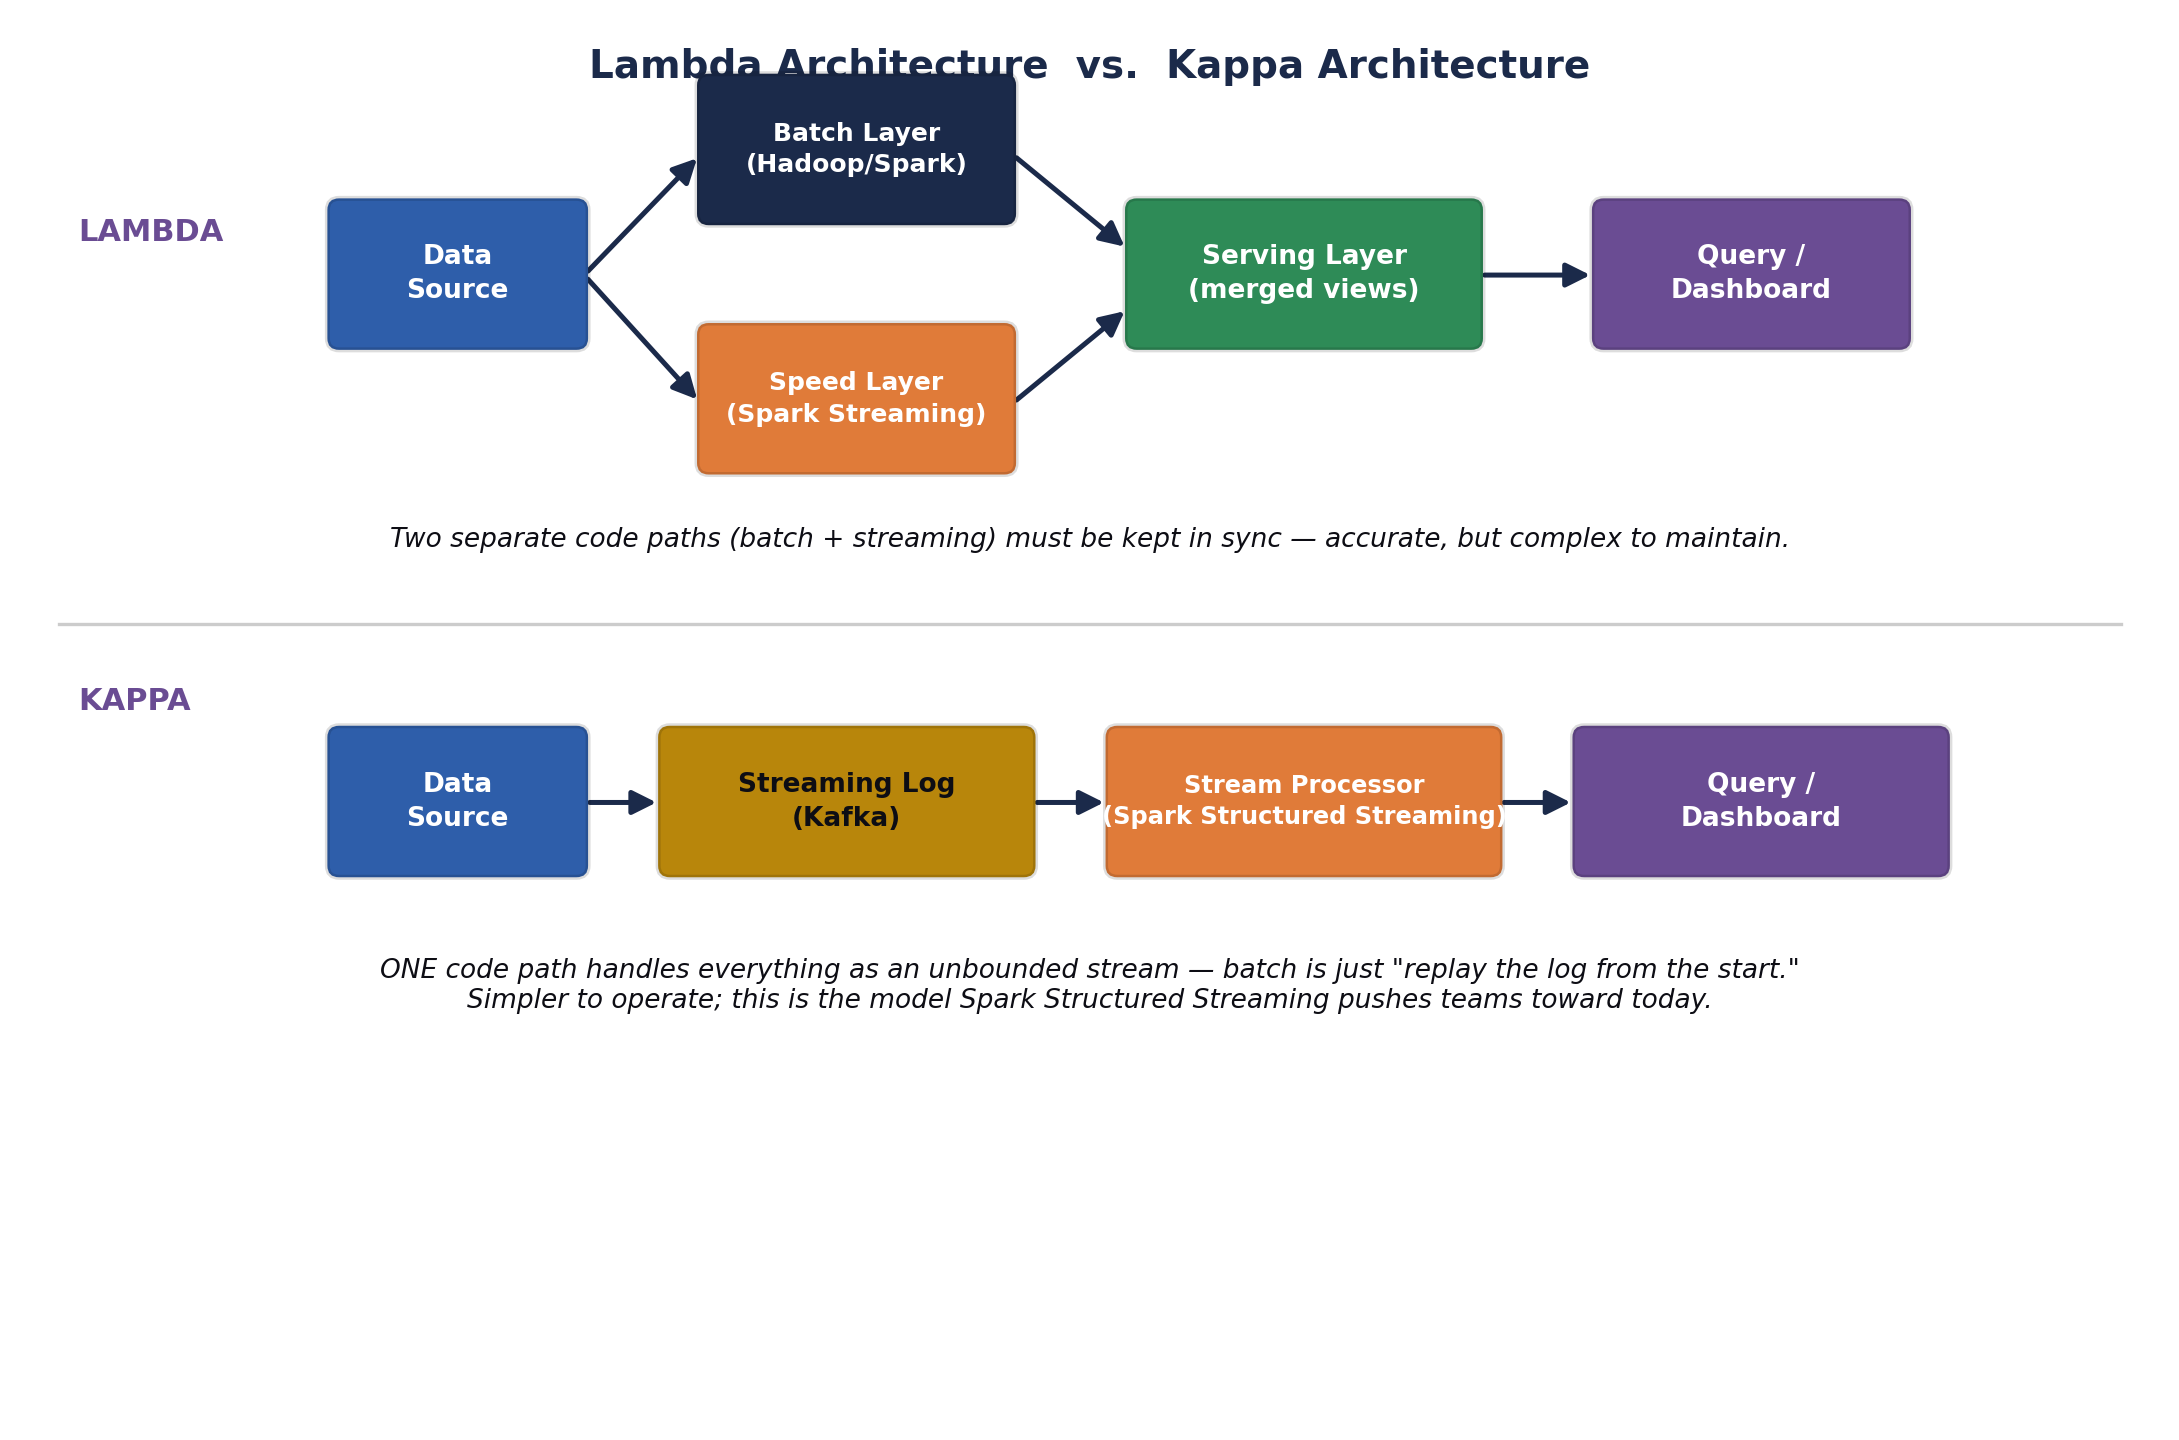 Lambda Architecture vs. Kappa Architecture
Batch Layer
(Hadoop/Spark)
LAMBDA
Data
Source
Serving Layer
(merged views)
Query /
Dashboard
Speed Layer
(Spark Streaming)
Two separate code paths (batch + streaming) must be kept in sync — accurate, but complex to maintain.
KAPPA
Data
Source
Streaming Log
(Kafka)
Stream Processor
(Spark Structured Streaming)
Query /
Dashboard
ONE code path handles everything as an unbounded stream — batch is just "replay the log from the start."
Simpler to operate; this is the model Spark Structured Streaming pushes teams toward today.